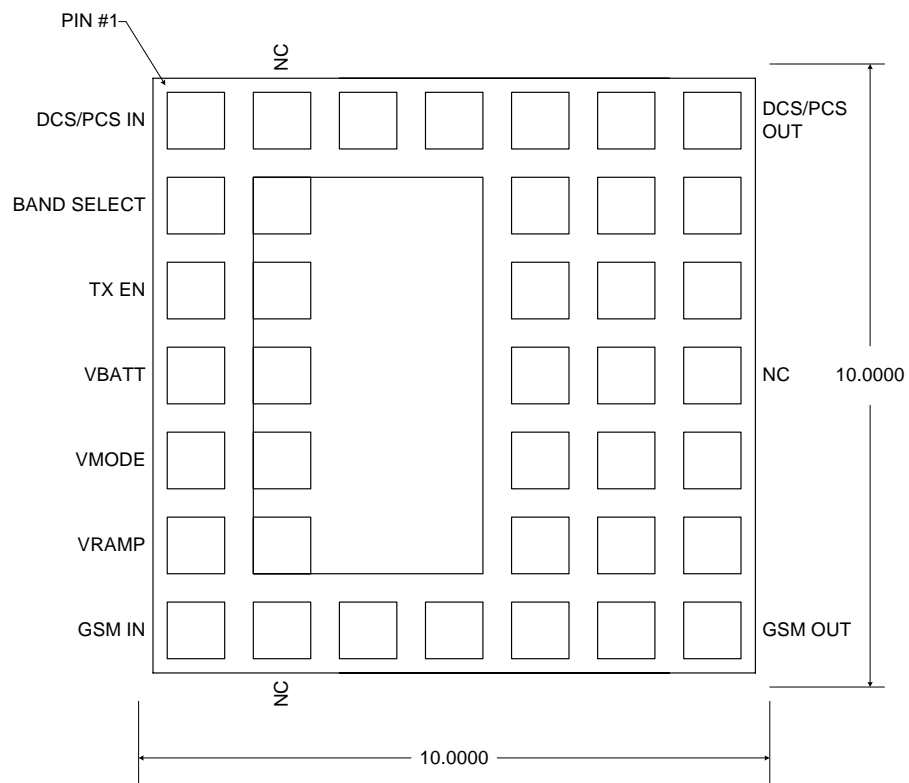 PIN #1
NC
DCS/PCS IN
DCS/PCS
OUT
BAND SELECT
TX EN
VBATT
NC
10.0000
VMODE
VRAMP
GSM IN
GSM OUT
NC
10.0000